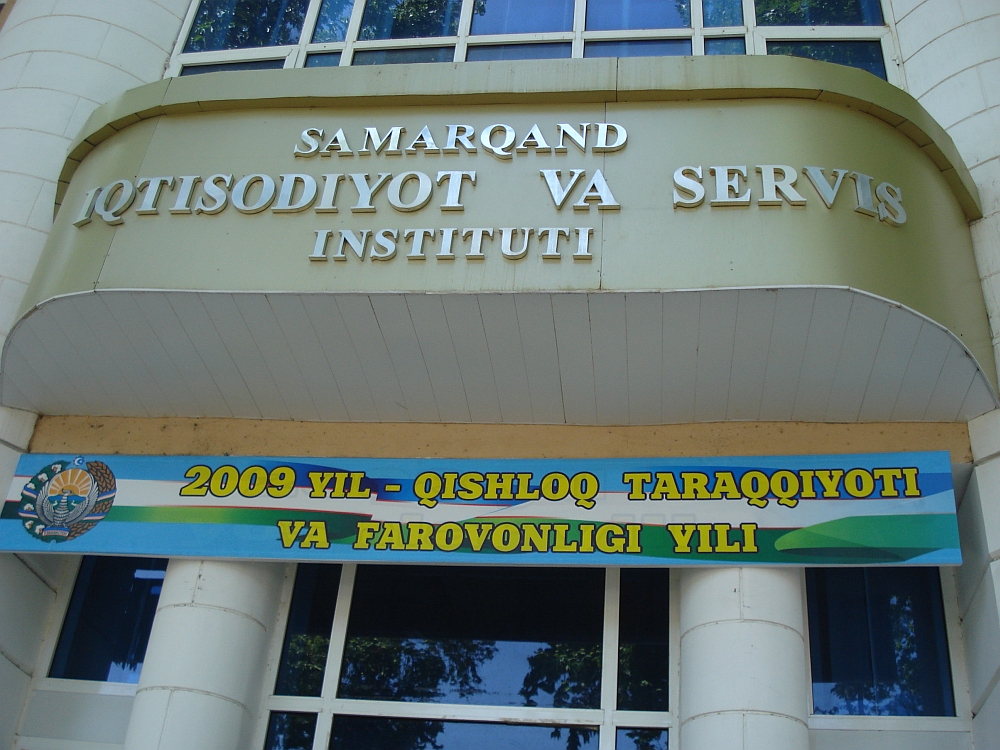 SAMARQAND
IQTISODIYOT VA SERVIS
INSTITUTI
2009 YIL - QISHLOQ TARAQQIYOTI
VA FAROVONLIGI YILI